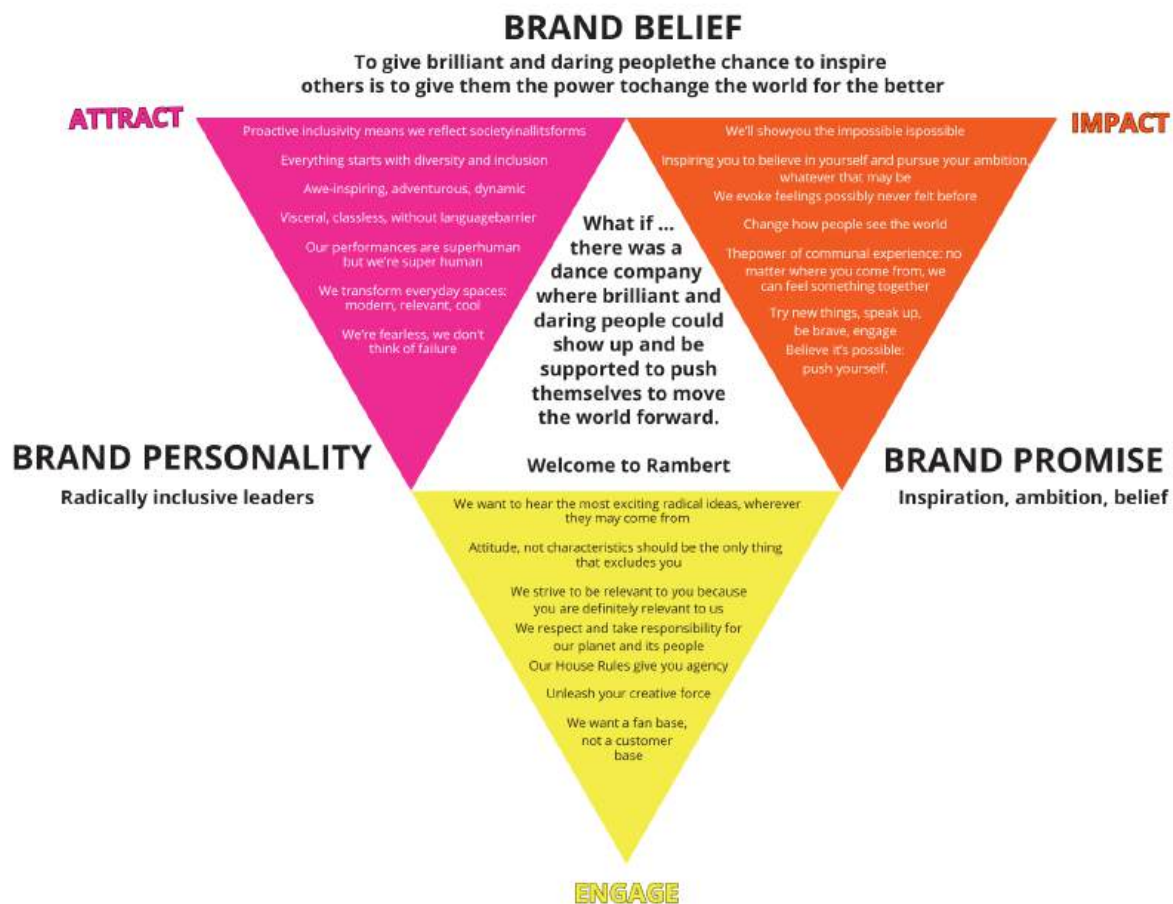 BRAND BELIEF
To give brilliant and daring peoplethe chance to inspire
others is to give them the power tochange the world for the better
ATTRACT
Proactive inclusivity means we reflect societyinallitsforms
Everything starts with diversity and inclusion
Awe-inspiring, adventurous, dynamic
Visceral, classless, without languagebarrier
Our performances are superhuman
but we're super human
We transform everyday spaces:
modern, relevant, cool
We're fearless, we don't
think of failure
IMPACT
We'll showyou the impossible ispossible
Inspiring you to believe in yourself and pursue your ambition,
whatever that may be
We evoke feelings possibly never felt before
Change how people see the world
Thepower of communal experience: no
matter where you come from, we
can feel something together
Try new things, speak up,
be brave, engage
Believe it's possible:
push yourself.
What if ...
there was a
dance company
where brilliant and
daring people could
show up and be
supported to push
themselves to move
the world forward.
Welcome to Rambert
BRAND PERSONALITY
Radically inclusive leaders
BRAND PROMISE
Inspiration, ambition, belief
We want to hear the most exciting radical ideas, wherever
they may come from
Attitude, not characteristics should be the only thing
that excludes you
We strive to be relevant to you because
you are definitely relevant to us
We respect and take responsibility for
our planet and its people
Our House Rules give you agency
Unleash your creative force
We want a fan base,
not a customer
base
ENGAGE